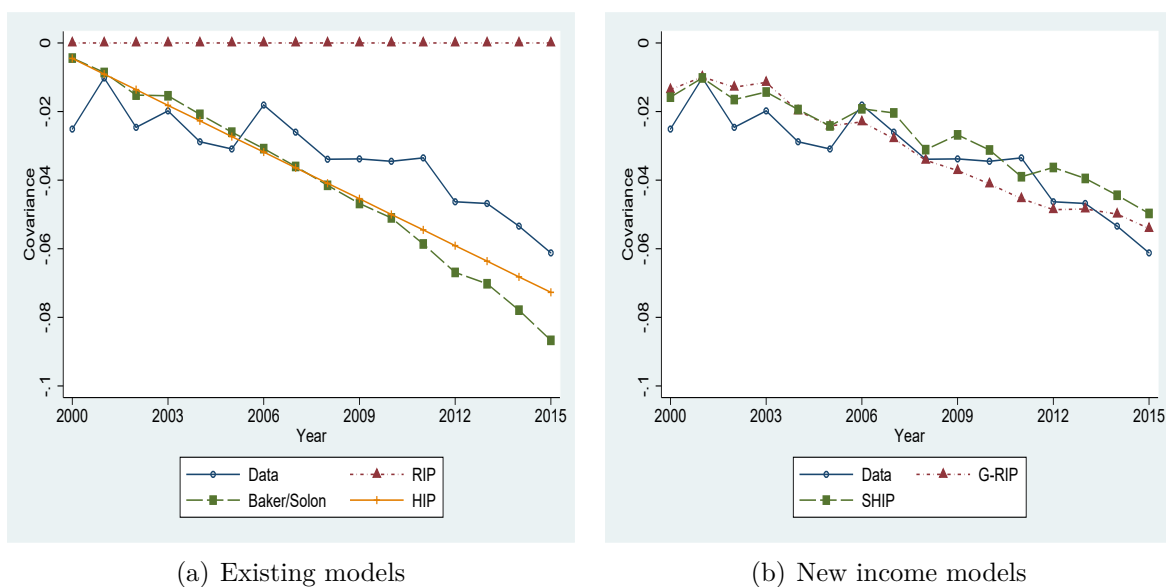 0
-.02
-.04
-.06
-.08
-.1
Covariance
2000 2003 2006 2009 2012 2015
Year
Data RIP
Baker/Solon HIP
(a) Existing models
0
-.02
-.04
-.06
-.08
-.1
Covariance
2000 2003 2006 2009 2012 2015
Year
Data G-RIP
SHIP
(b) New income models